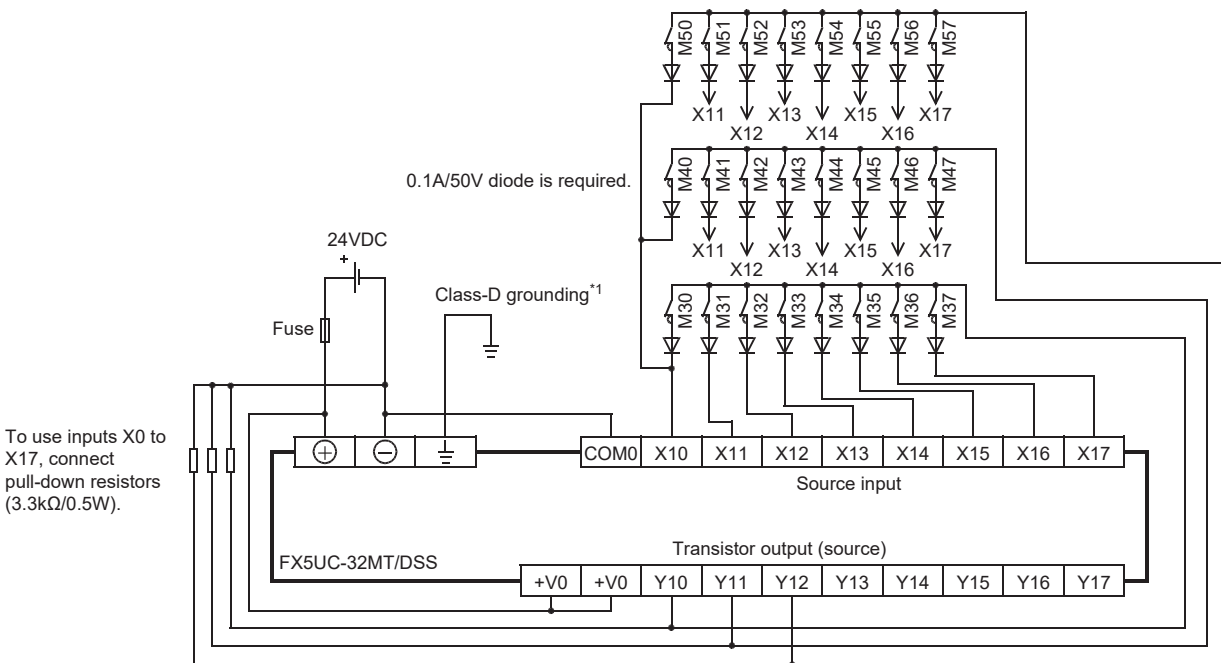 M50 M51 M52 M53 M54 M55 M56 M57
X11 X13 X15 X17
X12 X14 X16
0.1A/50V diode is required.
M40 M41 M42 M43 M44 M45 M46 M47
X11 X13 X15 X17
X12 X14 X16
24VDC
+
Class-D grounding*1
M30 M31 M32 M33 M34 M35 M36 M37
Fuse
To use inputs X0 to
X17, connect
pull-down resistors
(3.3kΩ/0.5W).
+ −
COM0 X10 X11 X12 X13 X14 X15 X16 X17
Source input
FX5UC-32MT/DSS
Transistor output (source)
+V0 +V0 Y10 Y11 Y12 Y13 Y14 Y15 Y16 Y17